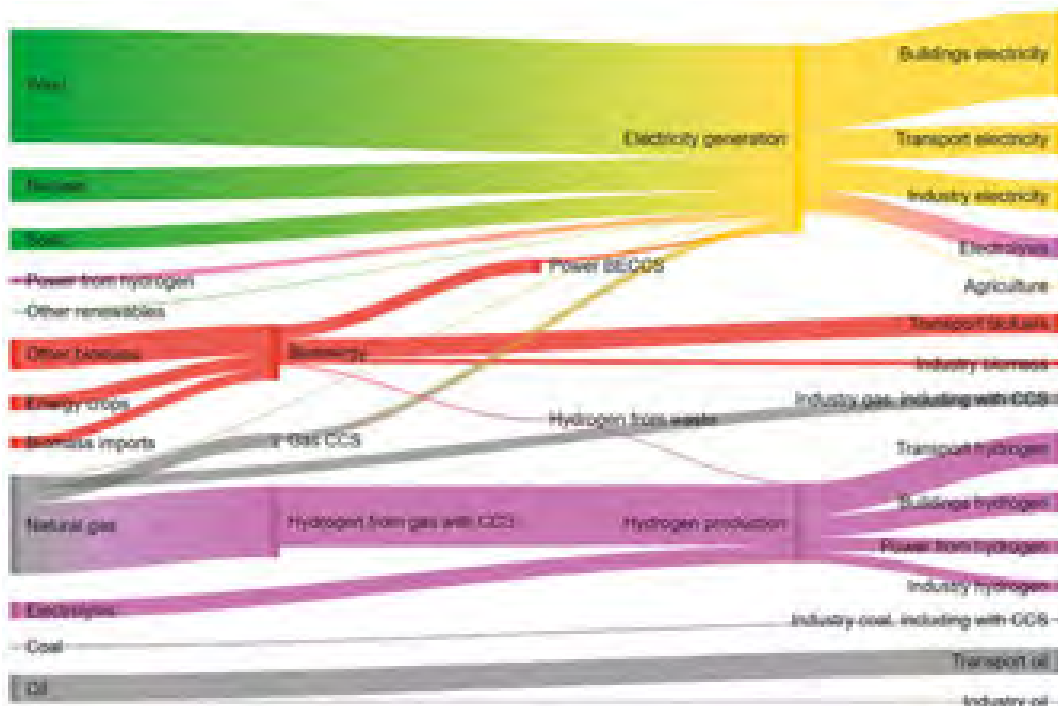 Wind
Nuclear
Solar
Power from hydrogen
Other renewables
Other biomass
Energy crops
Biomass imports
Natural gas
Electrolysis
Coal
Oil
Bioenergy
Gas CCS
Hydrogen from gas with CCS
Power BECCS
Hydrogen from waste
Electricity generation
Hydrogen production
Buildings electricity
Transport electricity
Industry electricity
Electrolysis
Agriculture
Transport biofuels
Industry biomass
Industry gas, including with CCS
Transport hydrogen
Buildings hydrogen
Power from hydrogen
Industry hydrogen
Industry coal, including with CCS
Transport oil
Industry oil